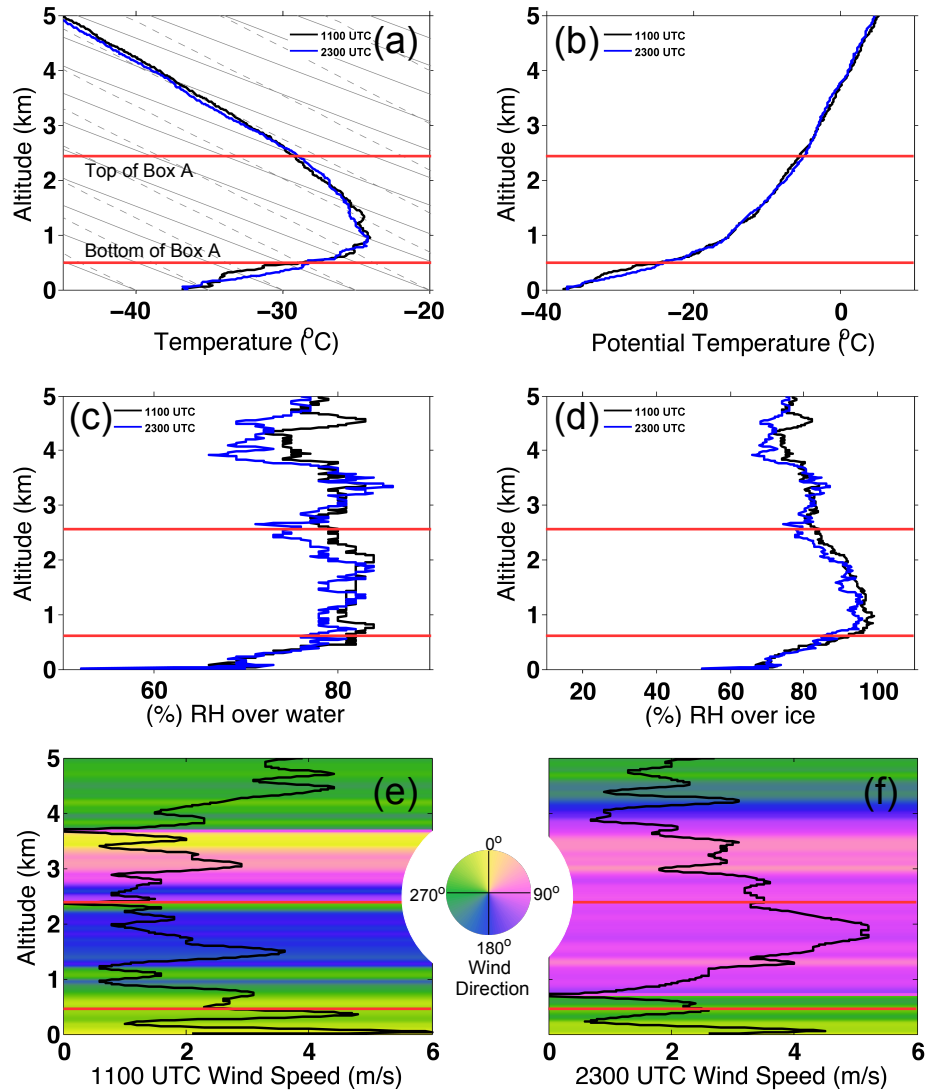 5
4
3
2
1
0
Altitude (km)
1100 UTC
2300 UTC
(a)
Top of Box A
Bottom of Box A
−40
−30
−20
Temperature (°C)
5
4
3
2
1
0
Altitude (km)
1100 UTC
2300 UTC
(b)
−40
−20
0
Potential Temperature (°C)
5
4
3
2
1
0
Altitude (km)
(c)
1100 UTC
2300 UTC
60
80
(%) RH over water
5
4
3
2
1
0
Altitude (km)
1100 UTC
2300 UTC
(d)
20
40
60
80
100
(%) RH over ice
5
4
3
2
1
0
Altitude (km)
(e)
0
2
4
6
1100 UTC Wind Speed (m/s)
0°
270°
90°
180°
Wind
Direction
(f)
0
2
4
6
2300 UTC Wind Speed (m/s)